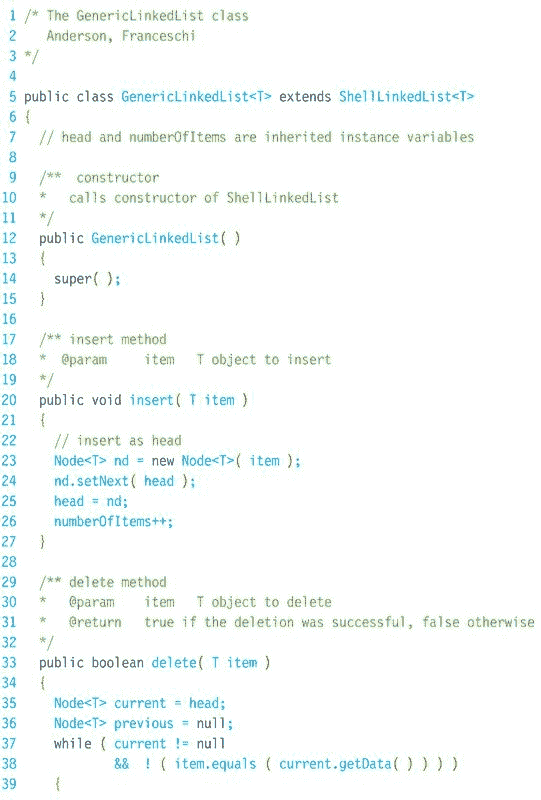 1 /* The GenericLinkedList class
2    Anderson, Franceschi
3 */
4
5 public class GenericLinkedList<T> extends ShellLinkedList<T>
6 {
7   // head and numberOfItems are inherited instance variables
8
9   /**  constructor
10  *   calls constructor of ShellLinkedList
11  */
12  public GenericLinkedList( )
13  {
14    super( );
15  }
16
17  /** insert method
18  *  @param     item   T object to insert
19  */
20  public void insert( T item )
21  {
22    // insert as head
23    Node<T> nd = new Node<T>( item );
24    nd.setNext( head );
25    head = nd;
26    numberOfItems++;
27  }
28
29  /** delete method
30  *   @param     item   T object to delete
31  *   @return    true if the deletion was successful, false otherwise
32  */
33  public boolean delete( T item )
34  {
35    Node<T> current = head;
36    Node<T> previous = null;
37    while ( current != null
38            &&  ! ( item.equals ( current.getData( ) ) ) )
39    {